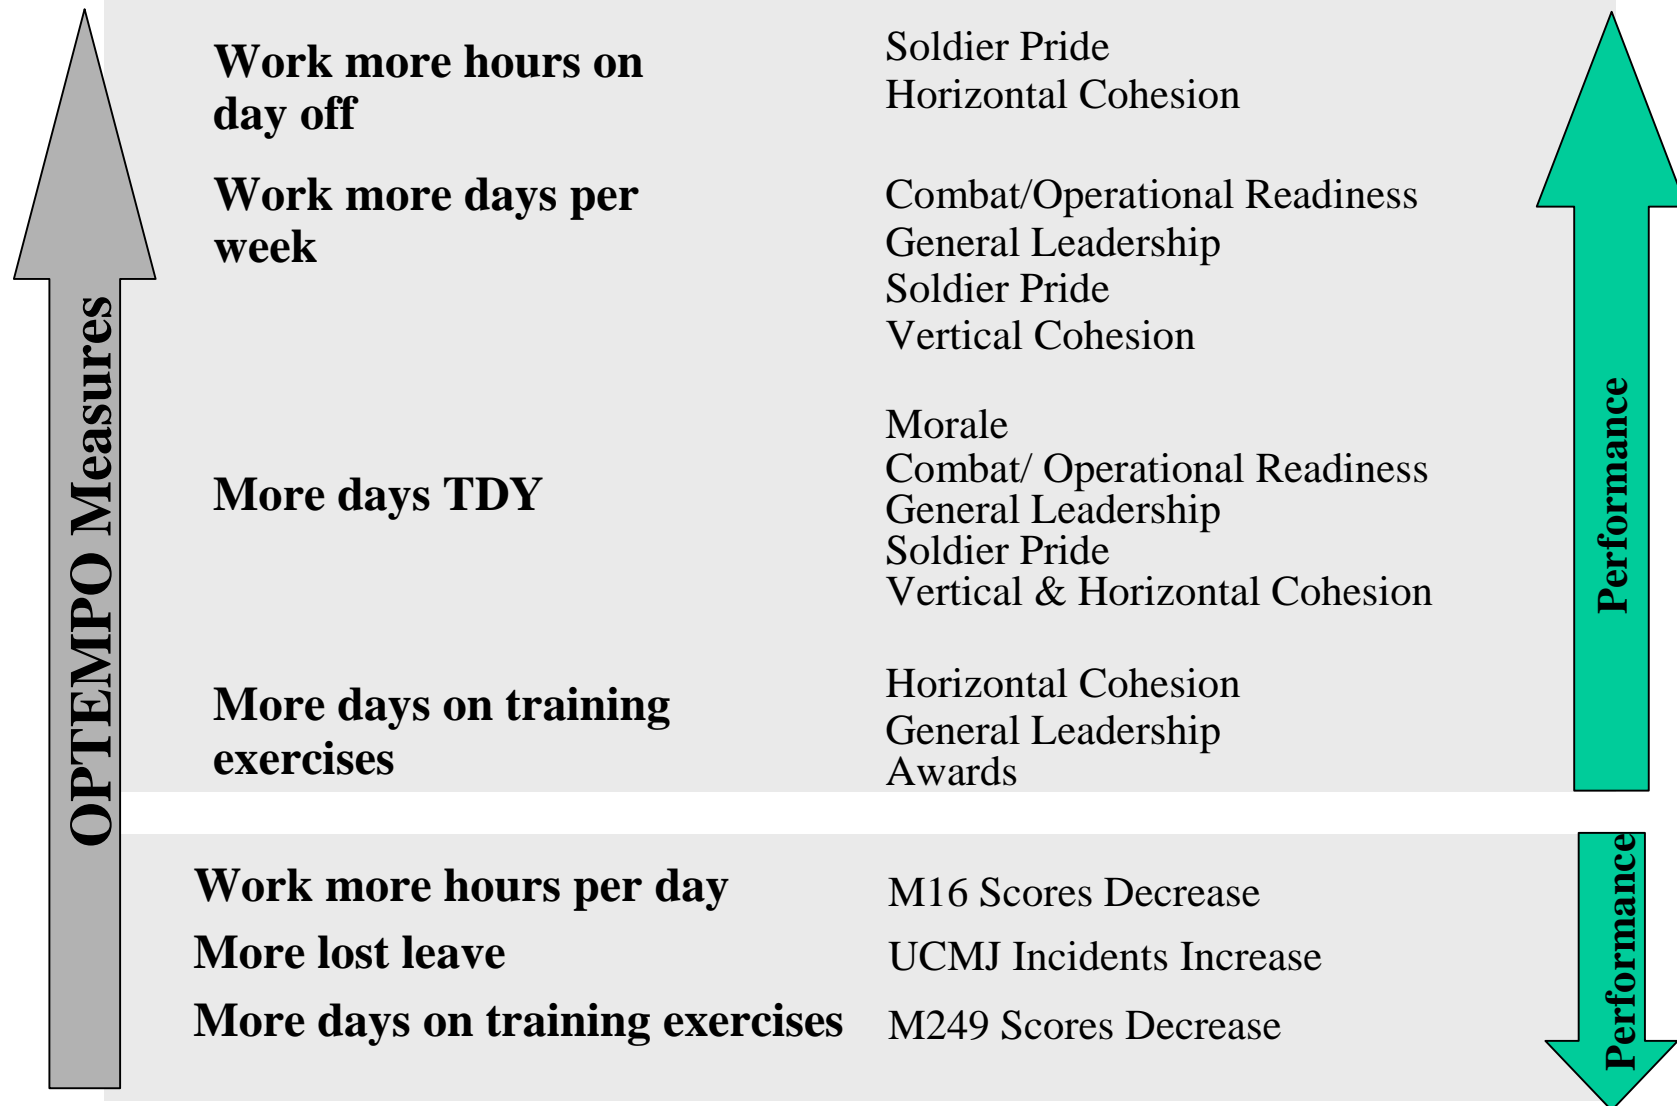 OPTEMPO Measures
Work more hours on
day off
Soldier Pride
Horizontal Cohesion
Work more days per
week
Combat/Operational Readiness
General Leadership
Soldier Pride
Vertical Cohesion
More days TDY
Morale
Combat/ Operational Readiness
General Leadership
Soldier Pride
Vertical & Horizontal Cohesion
More days on training
exercises
Horizontal Cohesion
General Leadership
Awards
Performance
Work more hours per day
M16 Scores Decrease
More lost leave
UCMJ Incidents Increase
More days on training exercises
M249 Scores Decrease
Performance